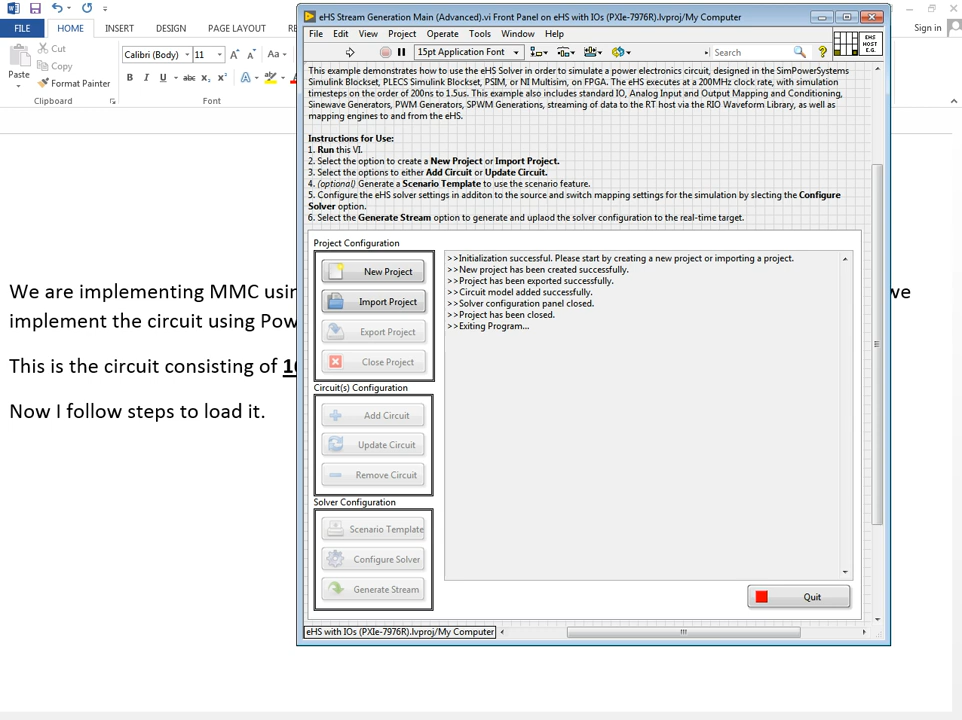 eHS Stream Generation Main (Advanced).vi Front Panel on eHS with IOs (PXIe-7976R).lvproj/My Computer
Sign in
FILE HOME INSERT DESIGN PAGE LAYOUT
File Edit View Project Operate Tools Window Help
Cut
Copy
Paste
Format Painter
Clipboard
Calibri (Body) 11
Font
15pt Application Font
Search
EHS
HOST
E.G.
This example demonstrates how to use the eHS Solver in order to simulate a power electronics circuit, designed in the SimPowerSystems
Simulink Blockset, PLECS Simulink Blockset, PSIM, or NI Multisim, on FPGA. The eHS executes at a 200MHz clock rate, with simulation
timesteps on the order of 200ns to 1.5us. This example also includes standard IO, Analog Input and Output Mapping and Conditioning,
Sinewave Generators, PWM Generators, SPWM Generations, streaming of data to the RT host via the RIO Waveform Library, as well as
mapping engines to and from the eHS.
Instructions for Use:
1. Run this VI.
2. Select the option to create a New Project or Import Project.
3. Select the options to either Add Circuit or Update Circuit.
4. (optional) Generate a Scenario Template to use the scenario feature.
5. Configure the eHS solver settings in additon to the source and switch mapping settings for the simulation by slecting the Configure
Solver option.
6. Select the Generate Stream option to generate and uplaod the solver configuration to the real-time target.
Project Configuration
New Project
Import Project
Export Project
Close Project
Circuit(s) Configuration
Add Circuit
Update Circuit
Remove Circuit
Solver Configuration
Scenario Template
Configure Solver
Generate Stream
>>Initialization successful. Please start by creating a new project or importing a project.
>>New project has been created successfully.
>>Project has been exported successfully.
>>Circuit model added successfully.
>>Solver configuration panel closed.
>>Project has been closed.
>>Exiting Program...
Quit
eHS with IOs (PXIe-7976R).lvproj/My Computer
We are implementing MMC
implement the circuit using
This is the circuit consisting of
Now I follow steps to load it.